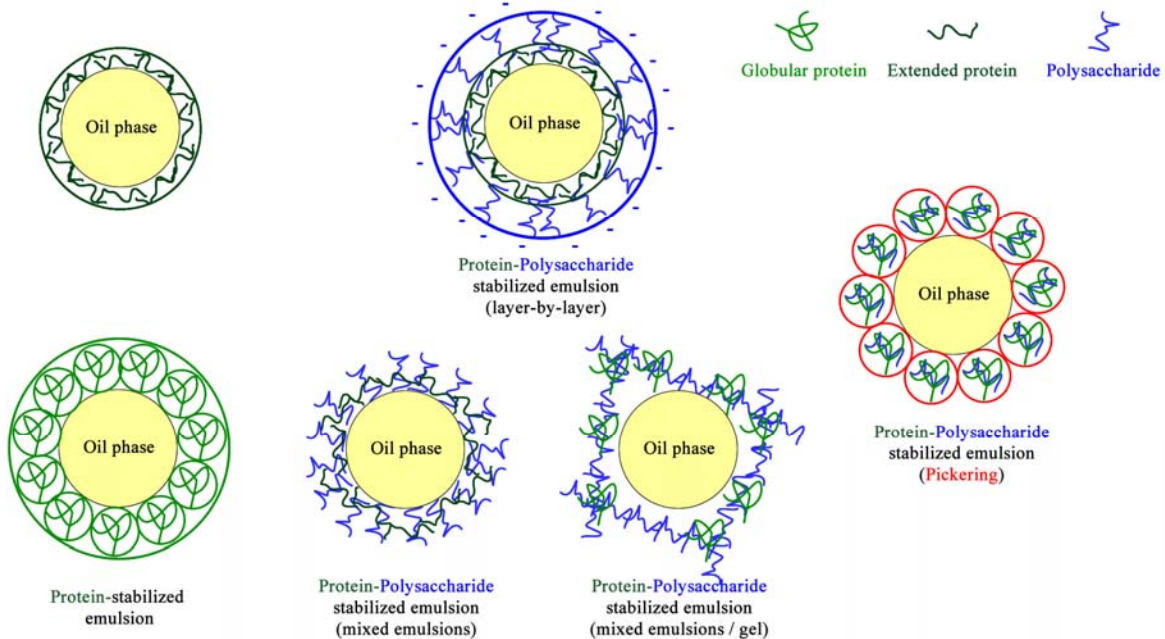 Globular protein
Extended protein
Polysaccharide
Oil phase
Oil phase
Protein-Polysaccharide
stabilized emulsion
(layer-by-layer)
Oil phase
Protein-Polysaccharide
stabilized emulsion
(Pickering)
Oil phase
Protein-stabilized
emulsion
Oil phase
Protein-Polysaccharide
stabilized emulsion
(mixed emulsions)
Oil phase
Protein-Polysaccharide
stabilized emulsion
(mixed emulsions / gel)